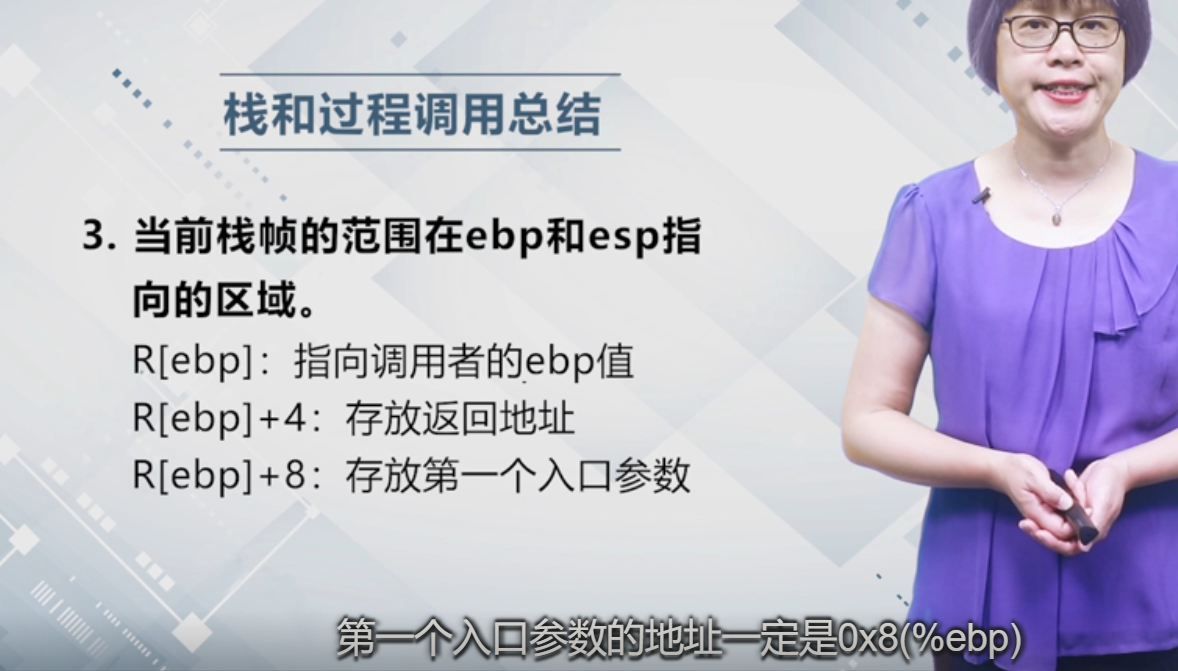 栈和过程调用总结
3. 当前栈帧的范围在ebp和esp指
向的区域。
R[ebp]：指向调用者的ebp值
R[ebp]+4：存放返回地址
R[ebp]+8：存放第一个入口参数
第一个入口参数的地址一定是0x8(%ebp)